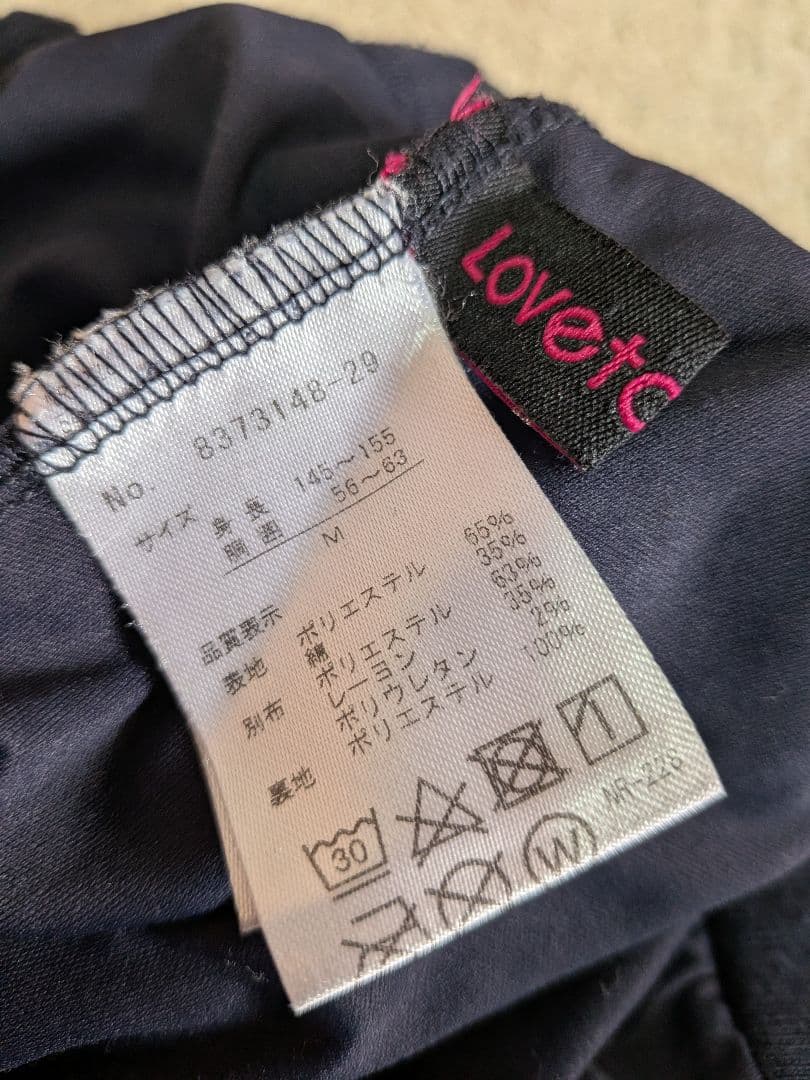 Lovetc
No. 8373148-29
サイズ 身長 145～155
胴囲 56～63
M
品質表示
表地 ポリエステル 65%
綿 35%
別布 ポリエステル 63%
レーヨン 35%
ポリウレタン 2%
裏地 ポリエステル 100%
30
W
NR-226